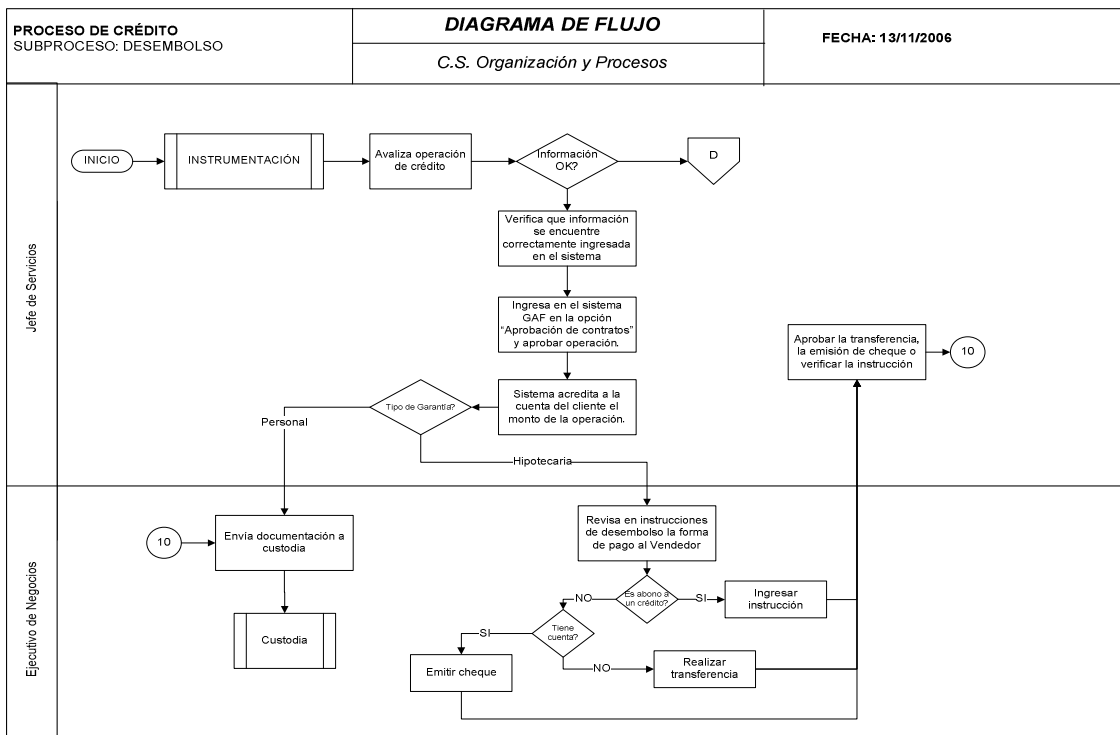 PROCESO DE CRÉDITO
SUBPROCESO: DESEMBOLSO
DIAGRAMA DE FLUJO
C.S. Organización y Procesos
FECHA: 13/11/2006
Jefe de Servicios
INICIO
INSTRUMENTACIÓN
Avaliza operación
de crédito
Información
OK?
D
Verifica que información
se encuentre
correctamente ingresada
en el sistema
Ingresa en el sistema
GAF en la opción
“Aprobación de contratos”
y aprobar operación.
Aprobar la transferencia,
la emisión de cheque o
verificar la instrucción
10
Sistema acredita a la
cuenta del cliente el
monto de la operación.
Tipo de Garantía?
Personal
Hipotecaria
Ejecutivo de Negocios
10
Envía documentación a
custodia
Custodia
Revisa en instrucciones
de desembolso la forma
de pago al Vendedor
Es abono a
un crédito?
SI
Ingresar
instrucción
NO
Tiene
cuenta?
SI
Emitir cheque
NO
Realizar
transferencia